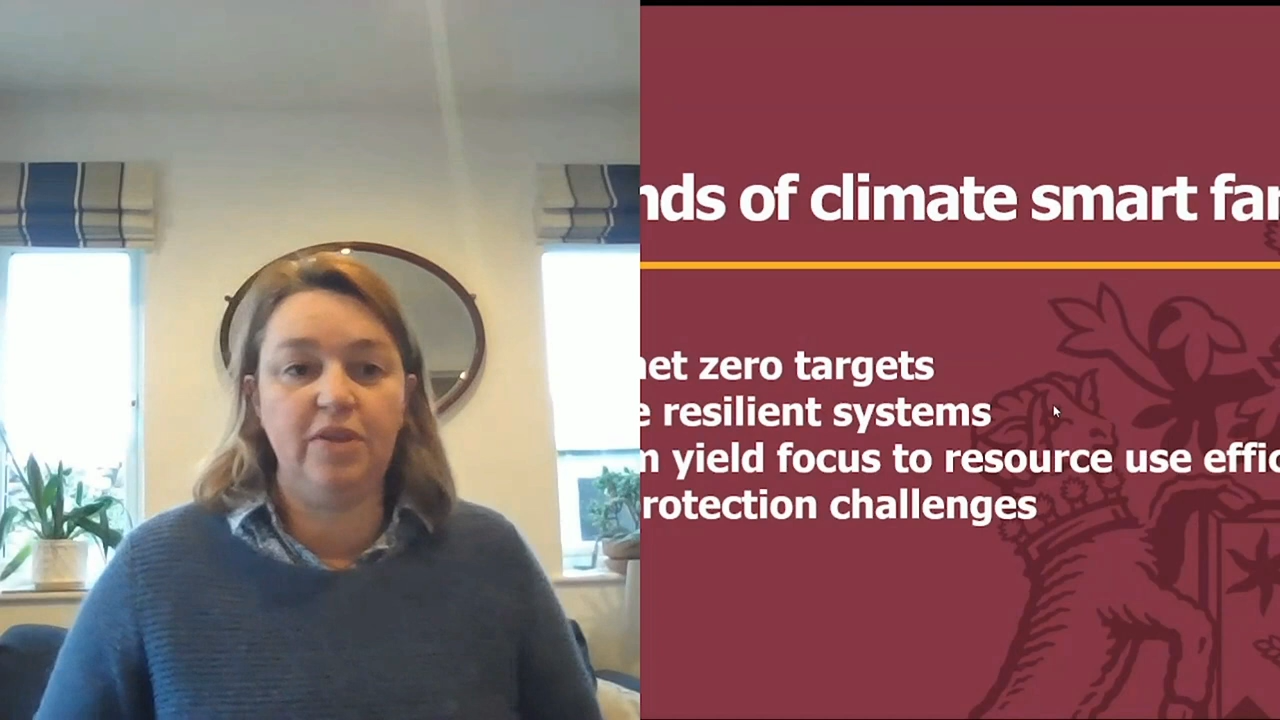 nds of climate smart far
net zero targets
e resilient systems
m yield focus to resource use effic
rotection challenges